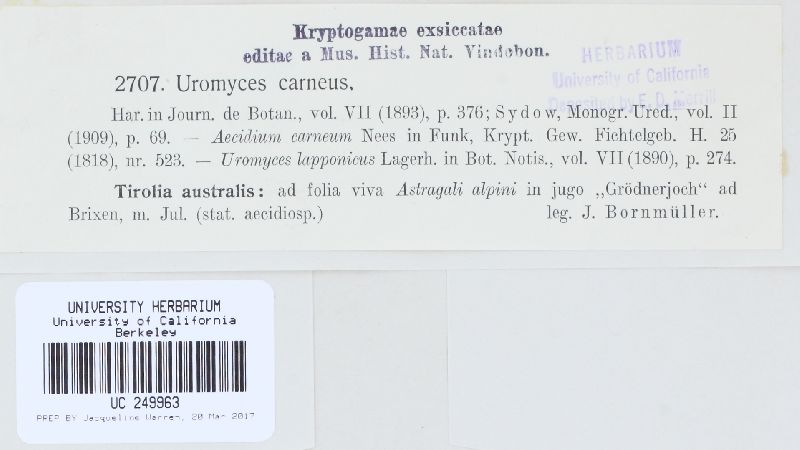 Kryptogamae exsiccatae
editae a Mus. Hist. Nat. Vindobon.
HERBARIUM
University of California
Deposited by E. D. Merrill
2707. Uromyces carneus.
Har. in Journ. de Botan., vol. VII (1893), p. 376; Sydow, Monogr. Ured., vol. II
(1909), p. 69. — Aecidium carneum Nees in Funk, Krypt. Gew. Fichtelgeb. H. 25
(1818), nr. 523. — Uromyces lapponicus Lagerh. in Bot. Notis., vol. VII (1890), p. 274.
Tirolia australis: ad folia viva Astragali alpini in jugo „Grödnerjoch“ ad
Brixen, m. Jul. (stat. aecidiosp.) leg. J. Bornmüller.
UNIVERSITY HERBARIUM
University of California
Berkeley
UC 249963
PREP BY Jacqueline Warren, 20 Mar 2017